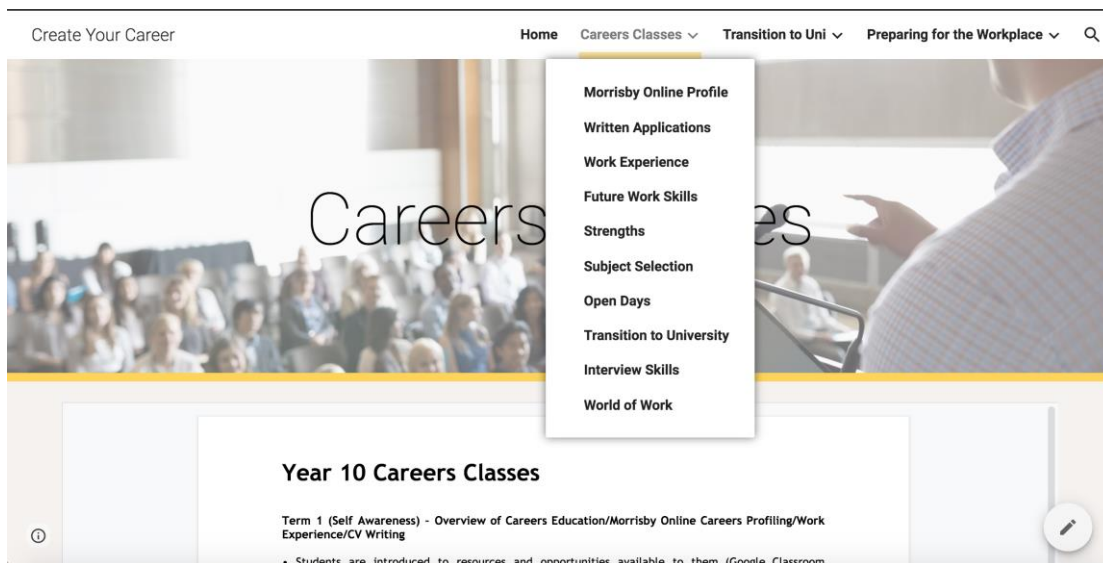 Create Your Career
Home
Careers Classes
Transition to Uni
Preparing for the Workplace
Morrisby Online Profile
Written Applications
Work Experience
Future Work Skills
Strengths
Subject Selection
Open Days
Transition to University
Interview Skills
World of Work
Careers es
Year 10 Careers Classes
Term 1 (Self Awareness) - Overview of Careers Education/Morrisby Online Careers Profiling/Work
Experience/CV Writing
• Students are introduced to resources and opportunities available to them (Google Classroom